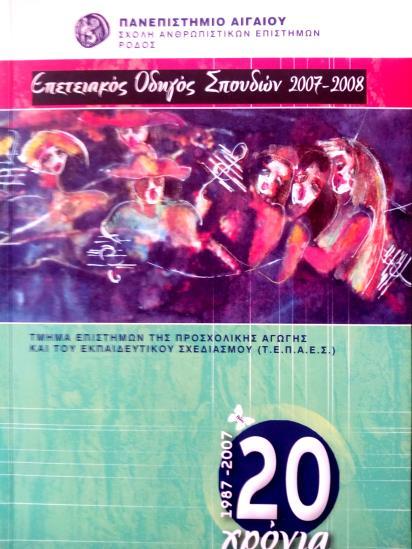 ΠΑΝΕΠΙΣΤΗΜΙΟ ΑΙΓΑΙΟΥ
ΣΧΟΛΗ ΑΝΘΡΩΠΙΣΤΙΚΩΝ ΕΠΙΣΤΗΜΩΝ
ΡΟΔΟΣ
Επετειακός Οδηγός Σπουδών 2007-2008
ΤΜΗΜΑ ΕΠΙΣΤΗΜΩΝ ΤΗΣ ΠΡΟΣΧΟΛΙΚΗΣ ΑΓΩΓΗΣ
ΚΑΙ ΤΟΥ ΕΚΠΑΙΔΕΥΤΙΚΟΥ ΣΧΕΔΙΑΣΜΟΥ (Τ.Ε.Π.Α.Ε.Σ.)
1987-2007
20
χρόνια